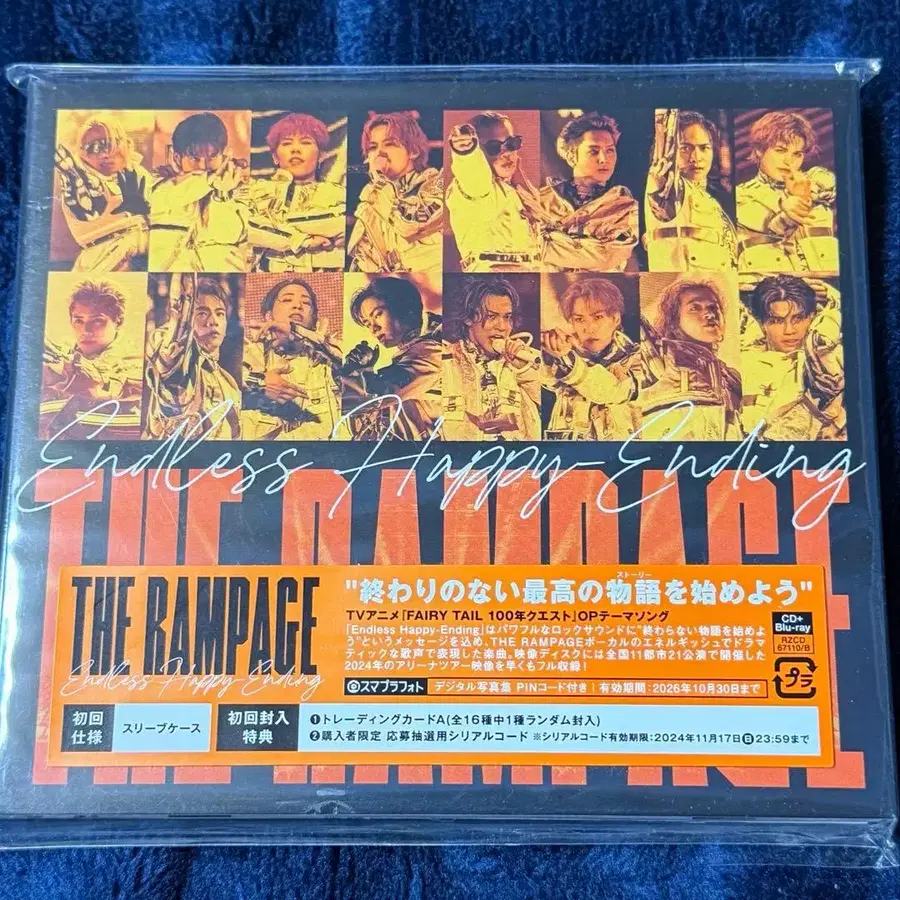 Endless Happy-Ending
THE RAMPAGE
THE RAMPAGE
Endless Happy-Ending
"終わりのない最高の物語を始めよう"
ストーリー
TVアニメ「FAIRY TAIL 100年クエスト」OPテーマソング
「Endless Happy-Ending」はパワフルなロックサウンドに"終わらない物語を始めよ
う"というメッセージを込め、THE RAMPAGEボーカルのエネルギッシュでドラマ
ティックな歌声で表現した楽曲。映像ディスクには全国11都市21公演で開催した
2024年のアリーナツアー映像を早くもフル収録!
スマプラフォト デジタル写真集 PINコード付き 有効期間:2026年10月30日まで
CD+
Blu-ray
RZCD
67110/B
プラ
初回
仕様
スリーブケース
初回封入
特典
❶トレーディングカードA(全16種中1種ランダム封入)
❷購入者限定 応募抽選用シリアルコード ※シリアルコード有効期限:2024年11月17日㊐23:59まで